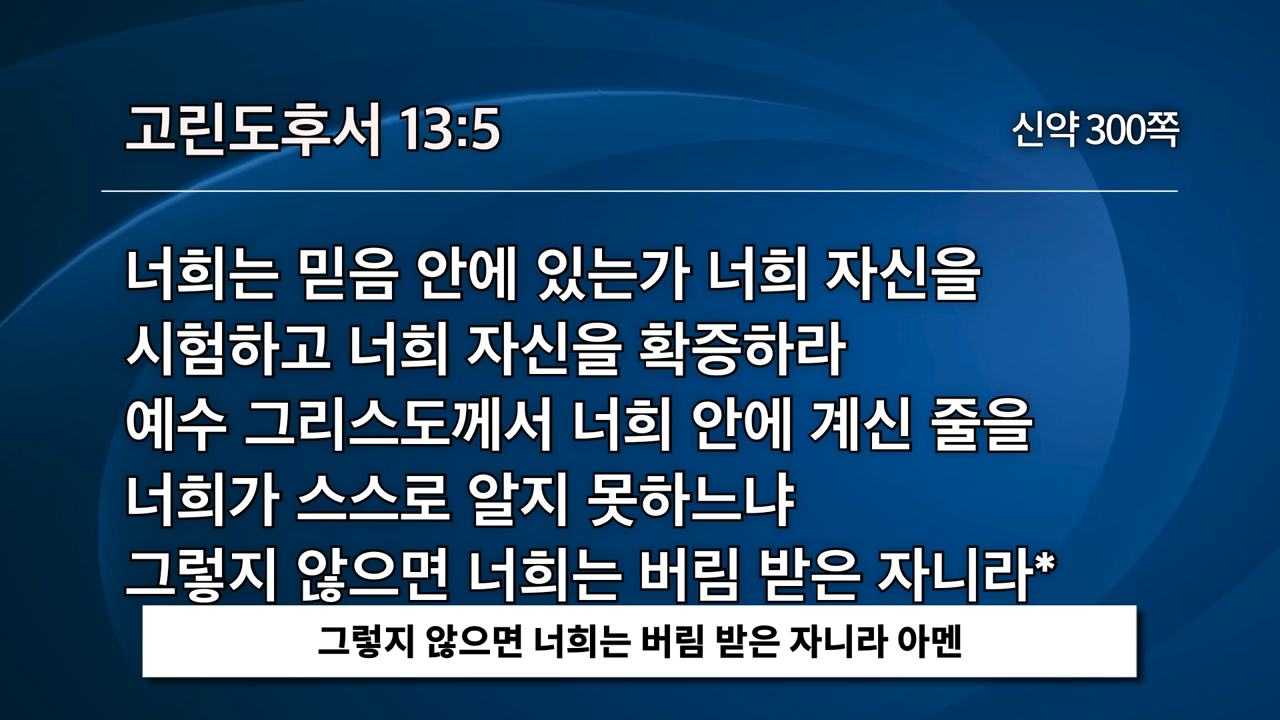 고린도후서 13:5
신약 300쪽
너희는 믿음 안에 있는가 너희 자신을
시험하고 너희 자신을 확증하라
예수 그리스도께서 너희 안에 계신 줄을
너희가 스스로 알지 못하느냐
그렇지 않으면 너희는 버림 받은 자니라*
그렇지 않으면 너희는 버림 받은 자니라 아멘